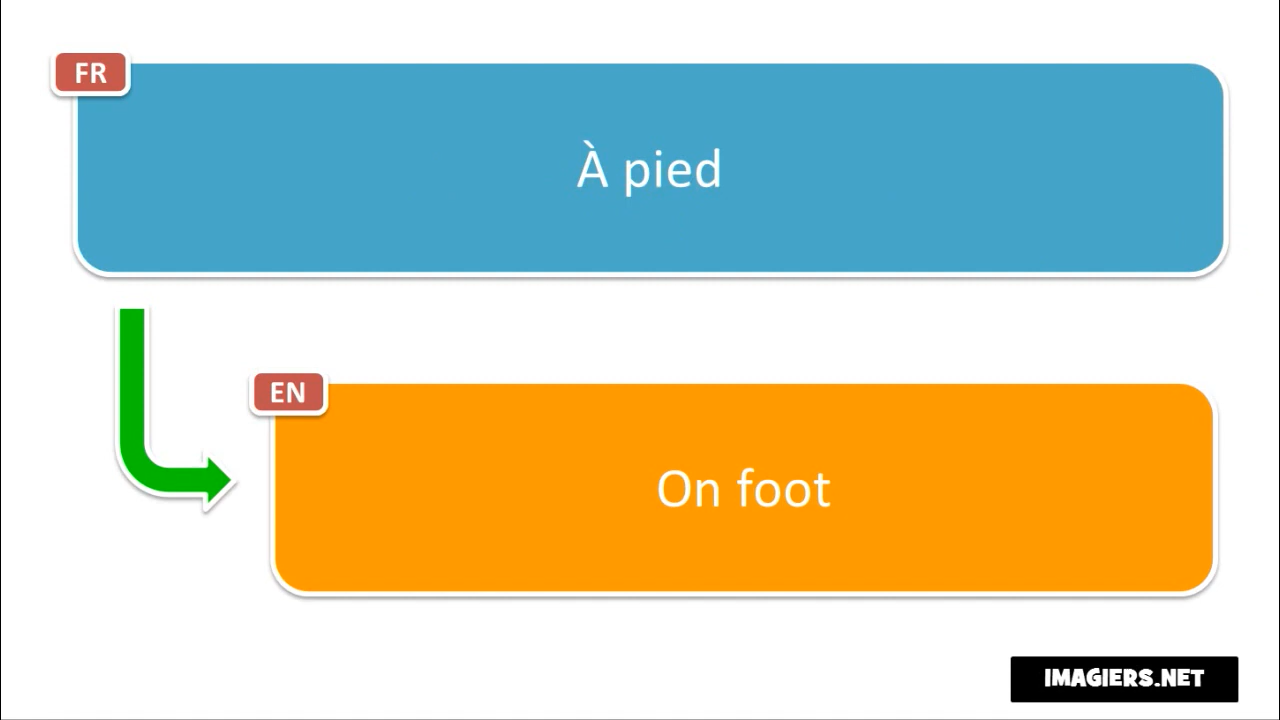 FR
À pied
EN
On foot
IMAGIERS.NET